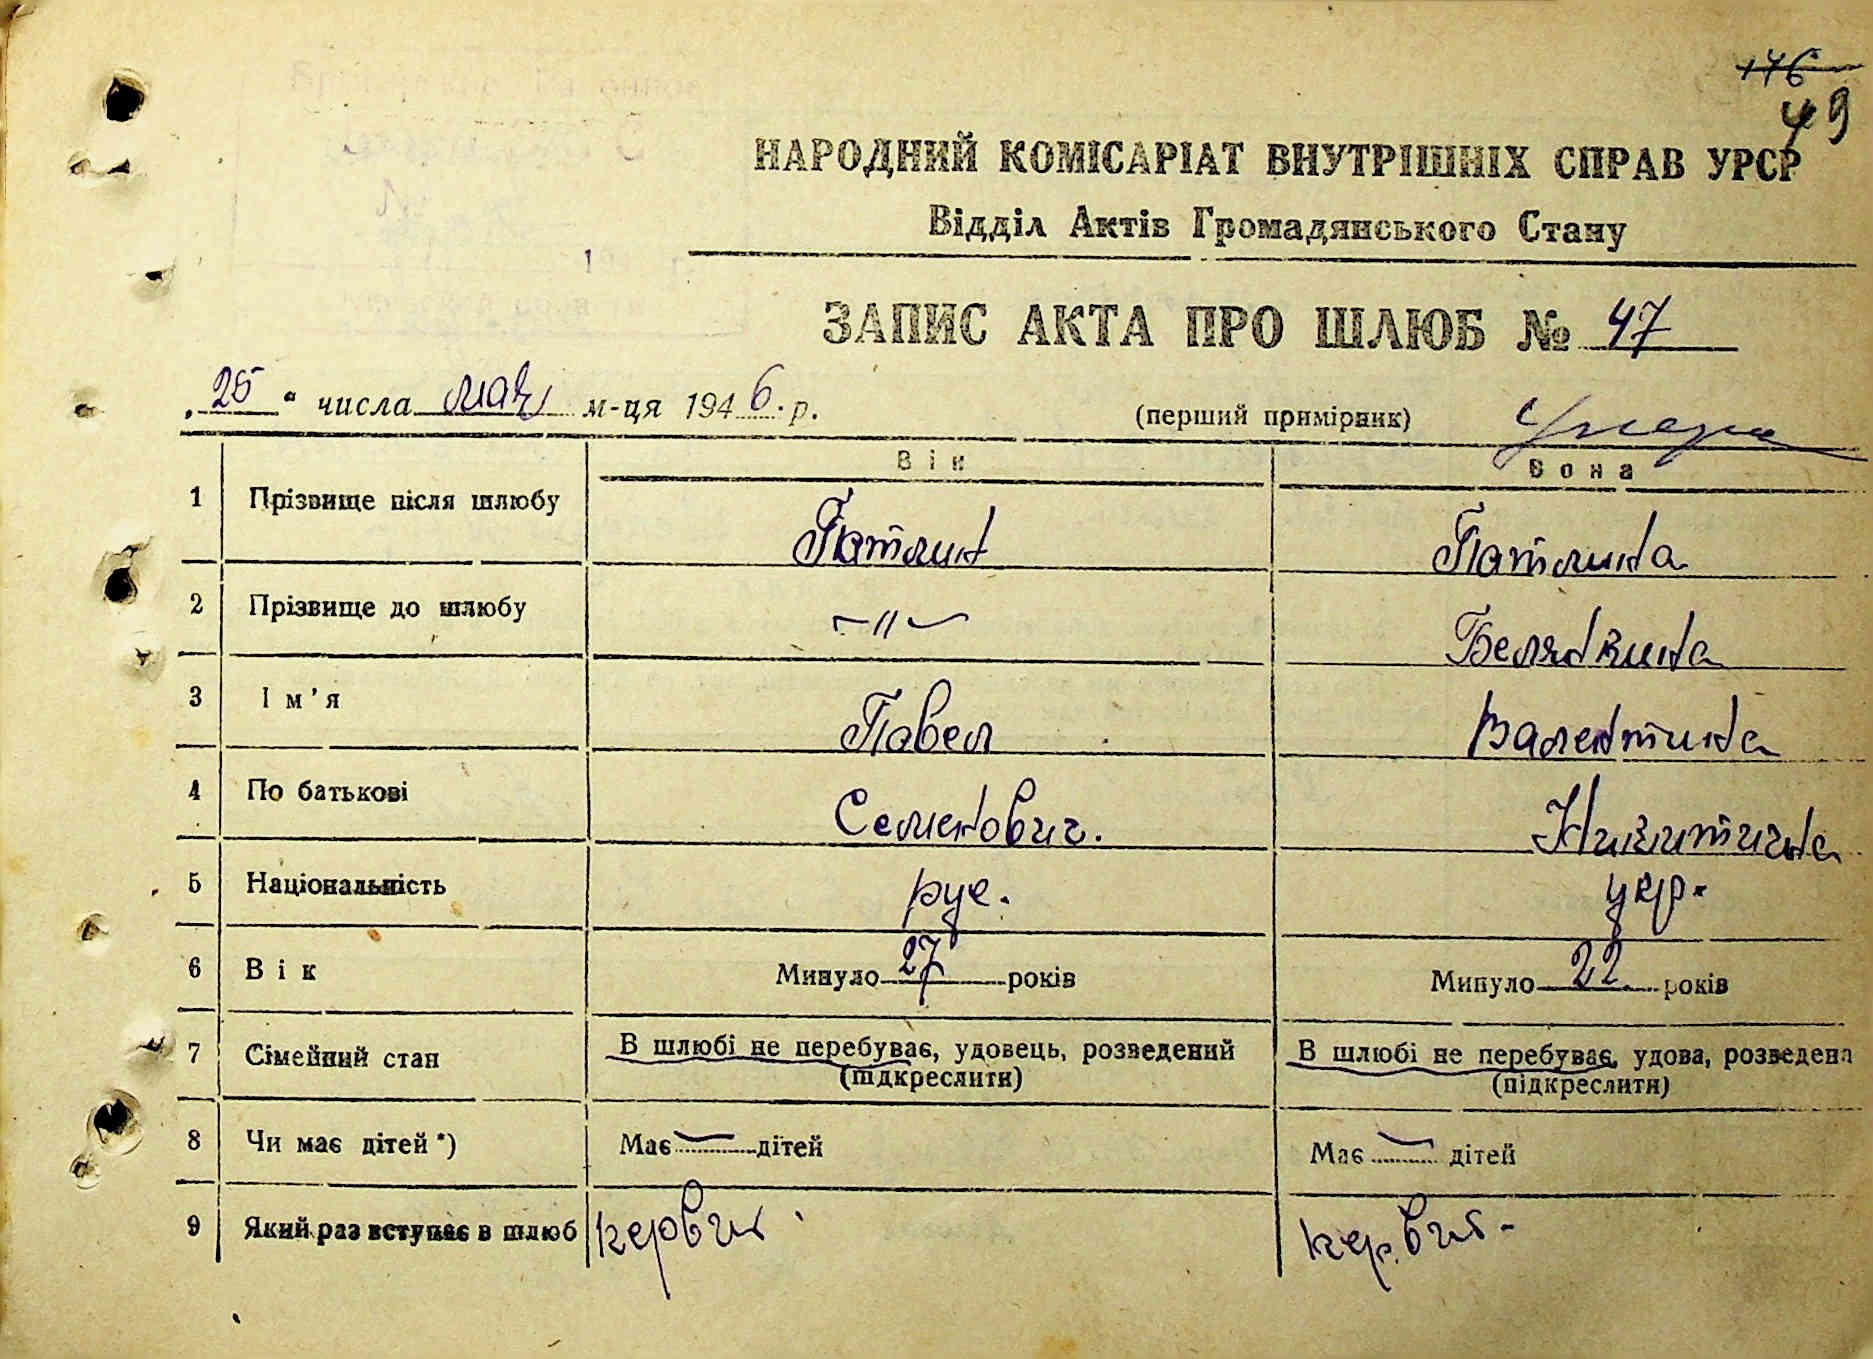 176
49
НАРОДНИЙ КОМІСАРІАТ ВНУТРІШНІХ СПРАВ УРСР
Відділ Актів Громадянського Стану
ЗАПИС АКТА ПРО ШЛЮБ № 47
„25“ числа мая м-ця 1946 р.
(перший примірник)
Він Вона
1 Прізвище після шлюбу Патлин Патлина
2 Прізвище до шлюбу —〃—
3 Ім'я Павел Валентина
4 По батькові Семенович. Никитична
5 Національність рус. укр.
6 Вік Минуло 27 років Минуло 22 років
7 Сімейний стан В шлюбі не перебуває, удовець, розведений В шлюбі не перебуває, удова, розведена
(підкреслити) (підкреслити)
8 Чи має дітей *) Має — дітей Має — дітей
9 Який раз вступає в шлюб